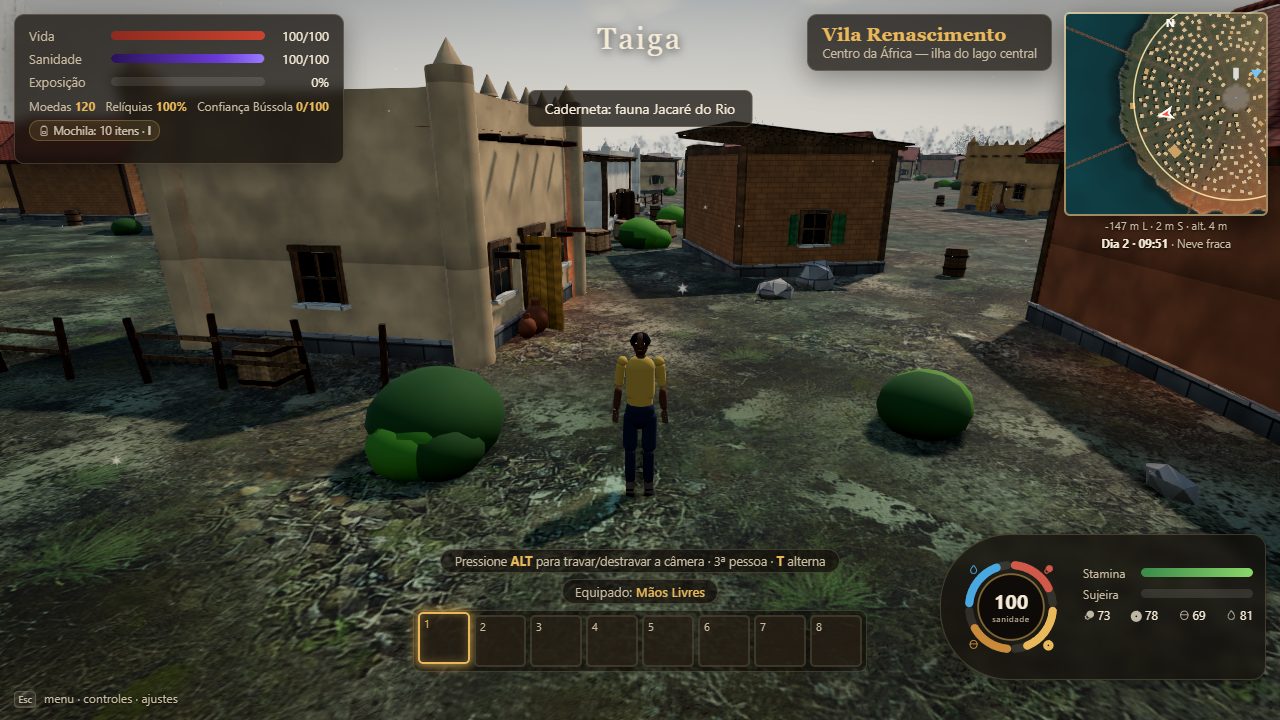 Vida 100/100
Sanidade 100/100
Exposição 0%
Moedas 120 Relíquias 100% Confiança Bússola 0/100
Mochila: 10 itens · I
Taiga
Caderneta: fauna Jacaré do Rio
Vila Renascimento
Centro da África — ilha do lago central
N
-147 m L · 2 m S · alt. 4 m
Dia 2 · 09:51 · Neve fraca
Pressione ALT para travar/destravar a câmera · 3ª pessoa · T alterna
Equipado: Mãos Livres
1 2 3 4 5 6 7 8
100
sanidade
Stamina
Sujeira
73 78 69 81
Esc menu · controles · ajustes